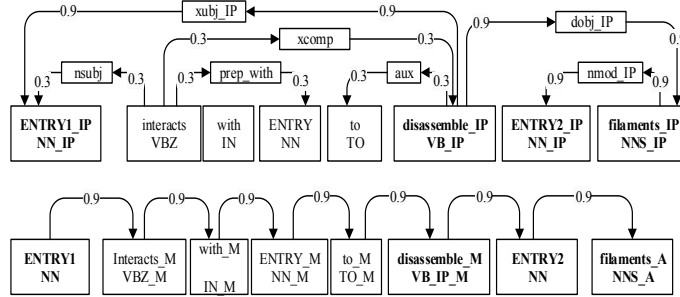 0.9 xubj_IP 0.9 0.9 dobj_IP 0.9
0.3 xcomp 0.3
0.3 nsubj 0.3 0.3 prep_with 0.3 0.3 aux 0.3 0.9 nmod_IP 0.9
ENTRY1_IP interacts with ENTRY to disassemble_IP ENTRY2_IP filaments_IP
NN_IP VBZ IN NN TO VB_IP NN_IP NNS_IP
0.9 0.9 0.9 0.9 0.9 0.9 0.9
ENTRY1 Interacts_M with_M ENTRY_M to_M disassemble_M ENTRY2 filaments_A
NN VBZ_M IN_M NN_M TO_M VB_IP_M NN NNS_A